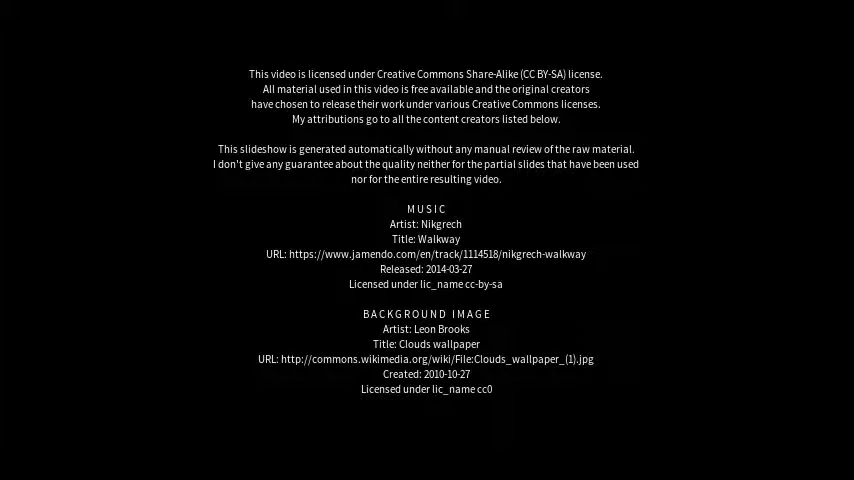 This video is licensed under Creative Commons Share-Alike (CC BY-SA) license.
All material used in this video is free available and the original creators
have chosen to release their work under various Creative Commons licenses.
My attributions go to all the content creators listed below.
This slideshow is generated automatically without any manual review of the raw material.
I don't give any guarantee about the quality neither for the partial slides that have been used
nor for the entire resulting video.
MUSIC
Artist: Nikgrech
Title: Walkway
URL: https://www.jamendo.com/en/track/1114518/nikgrech-walkway
Released: 2014-03-27
Licensed under lic_name cc-by-sa
BACKGROUND IMAGE
Artist: Leon Brooks
Title: Clouds wallpaper
URL: http://commons.wikimedia.org/wiki/File:Clouds_wallpaper_(1).jpg
Created: 2010-10-27
Licensed under lic_name cc0